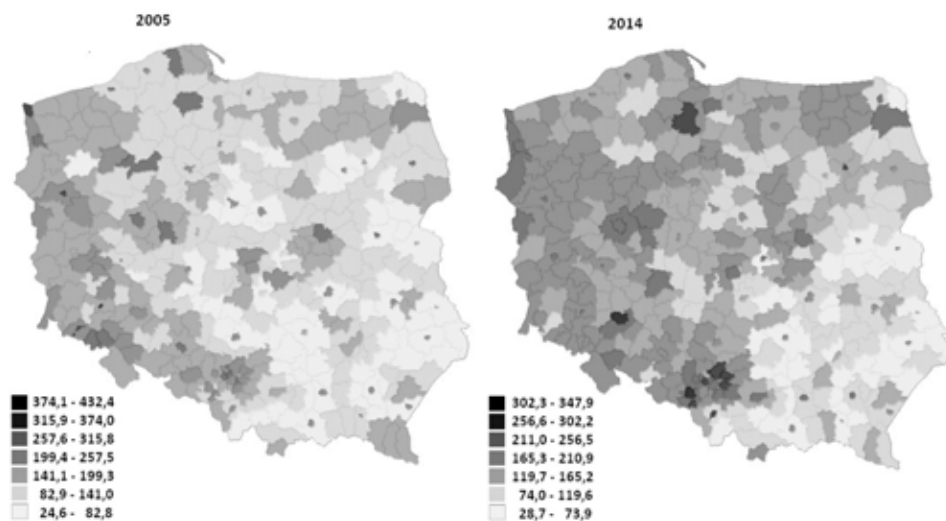 2005
2014
374,1 - 432,4
315,9 - 374,0
257,6 - 315,8
199,4 - 257,5
141,1 - 199,3
82,9 - 141,0
24,6 - 82,8
302,3 - 347,9
256,6 - 302,2
211,0 - 256,5
165,3 - 210,9
119,7 - 165,2
74,0 - 119,6
28,7 - 73,9